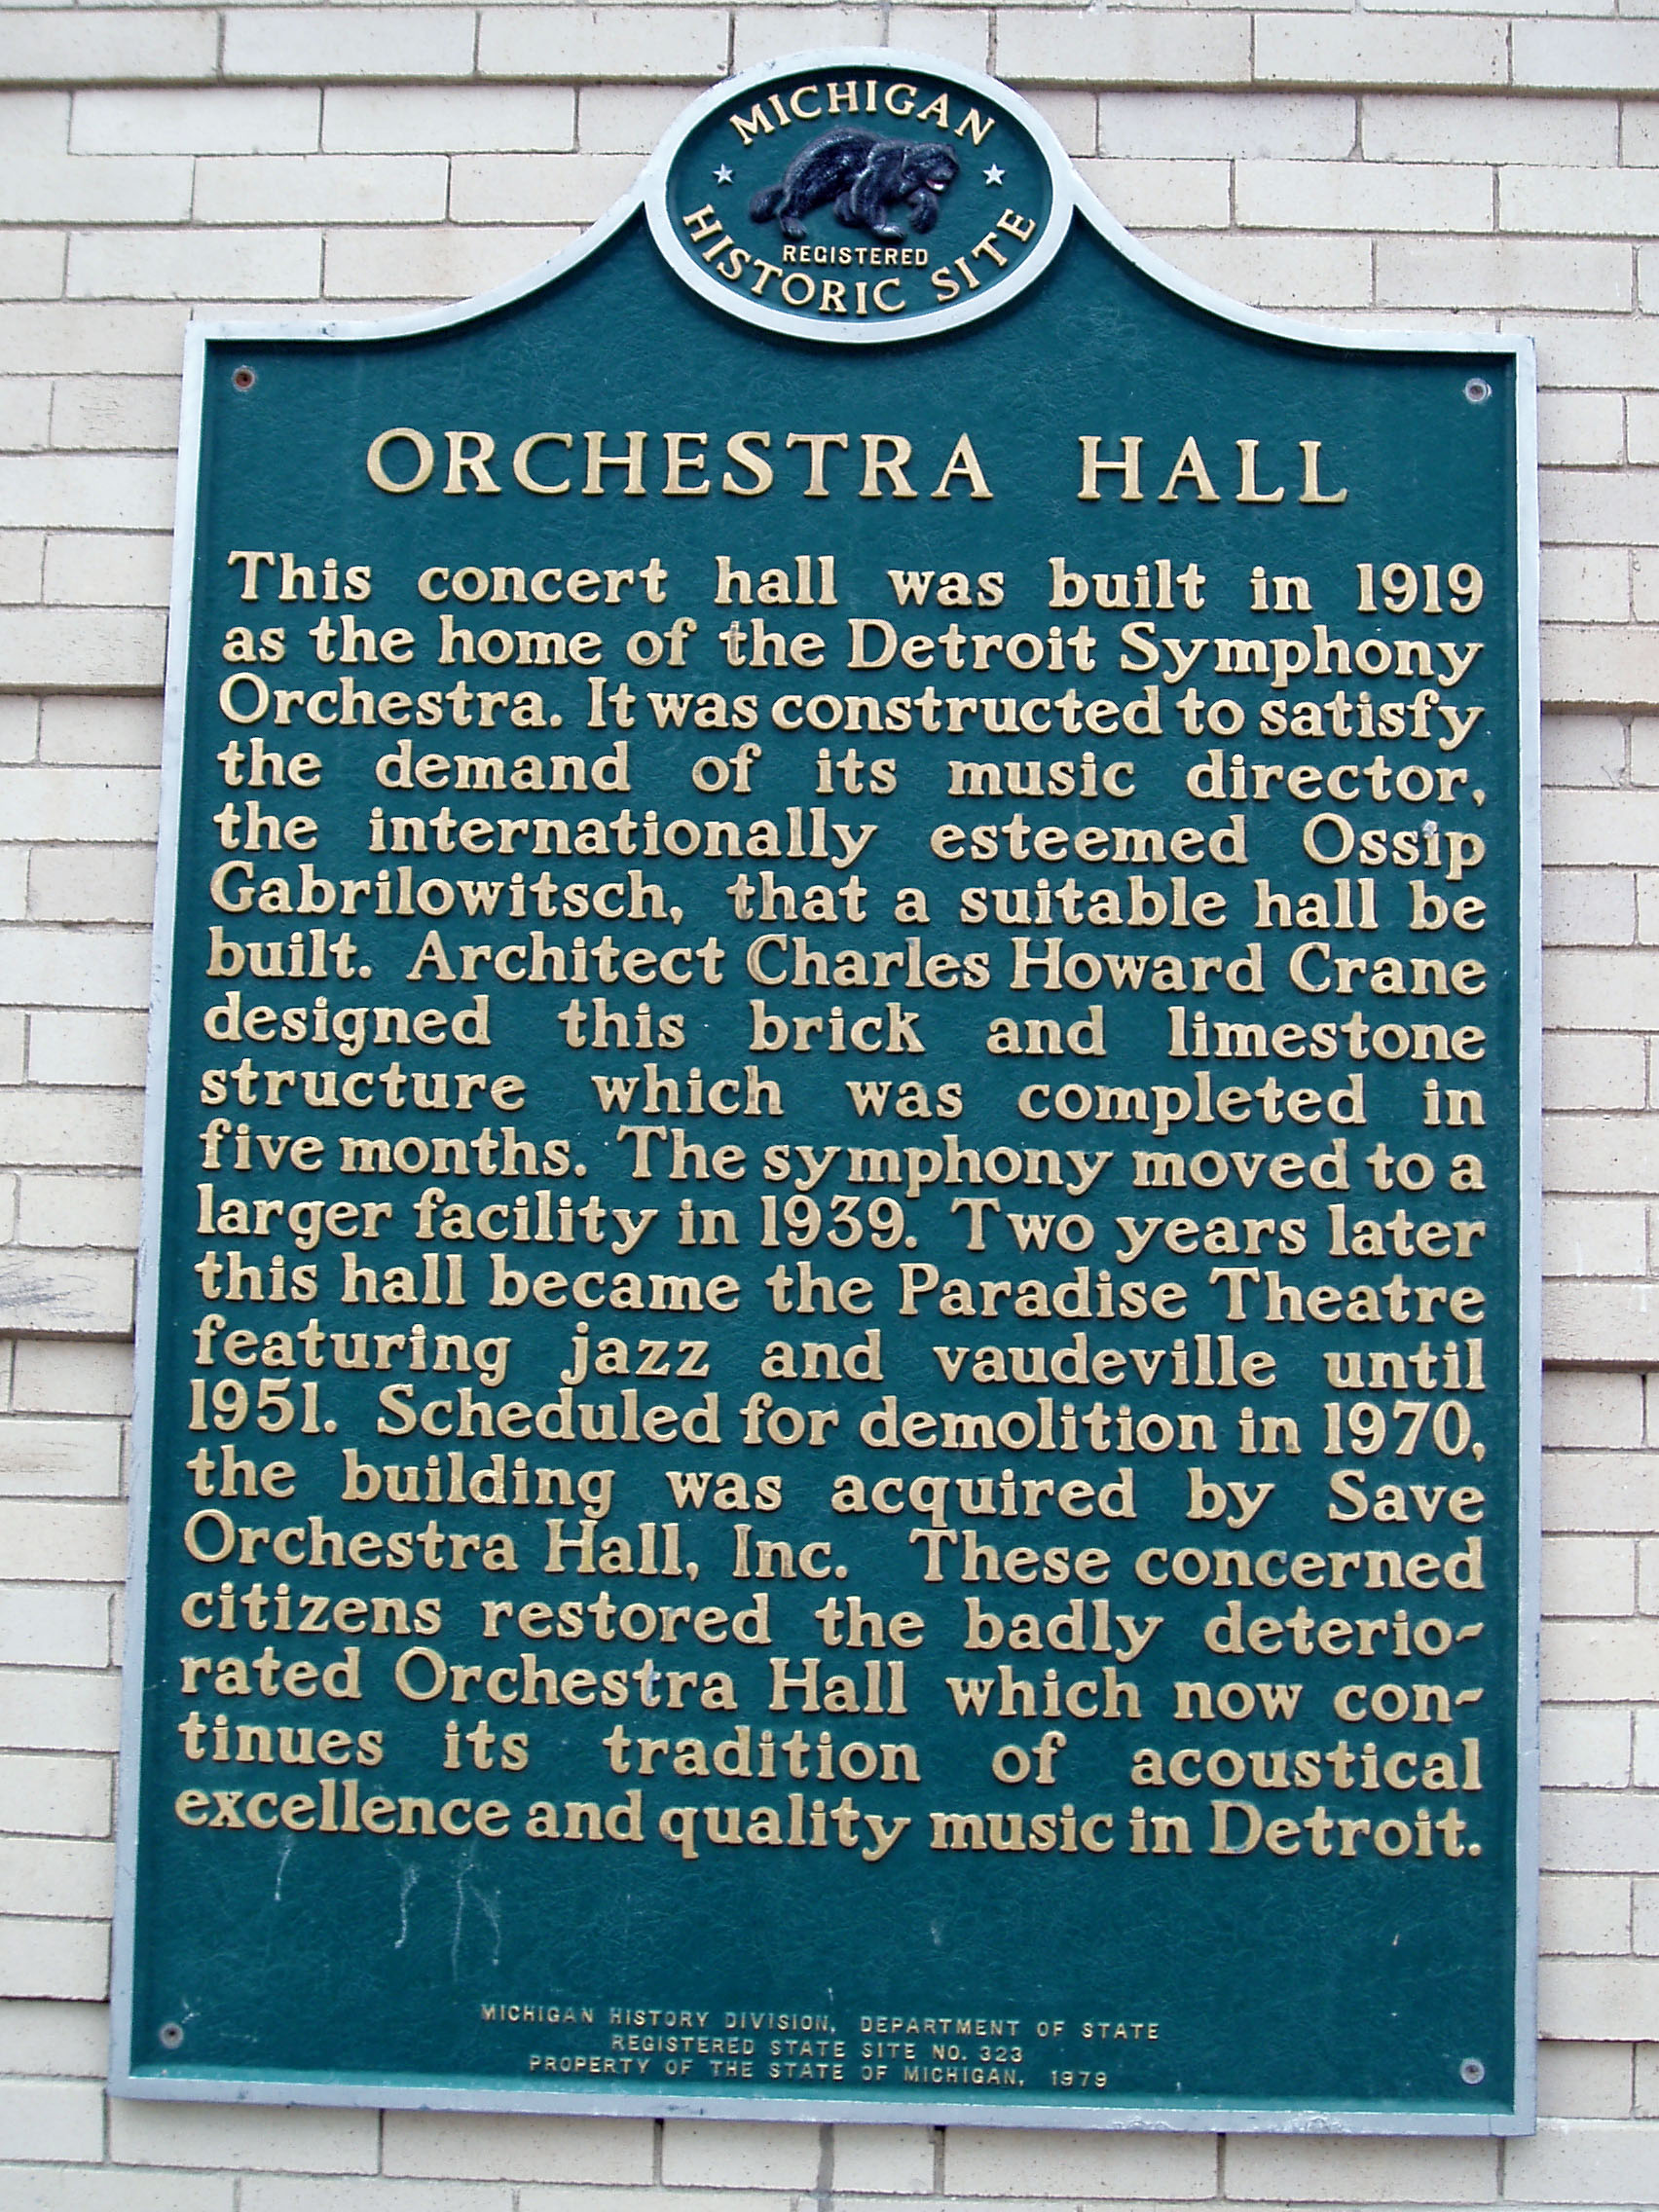 MICHIGAN
REGISTERED
HISTORIC SITE
ORCHESTRA HALL
This concert hall was built in 1919
as the home of the Detroit Symphony
Orchestra. It was constructed to satisfy
the demand of its music director,
the internationally esteemed Ossip
Gabrilowitsch, that a suitable hall be
built. Architect Charles Howard Crane
designed this brick and limestone
structure which was completed in
five months. The symphony moved to a
larger facility in 1939. Two years later
this hall became the Paradise Theatre
featuring jazz and vaudeville until
1951. Scheduled for demolition in 1970,
the building was acquired by Save
Orchestra Hall, Inc. These concerned
citizens restored the badly deterio-
rated Orchestra Hall which now con-
tinues its tradition of acoustical
excellence and quality music in Detroit.
MICHIGAN HISTORY DIVISION, DEPARTMENT OF STATE
REGISTERED STATE SITE NO. 323
PROPERTY OF THE STATE OF MICHIGAN, 1979